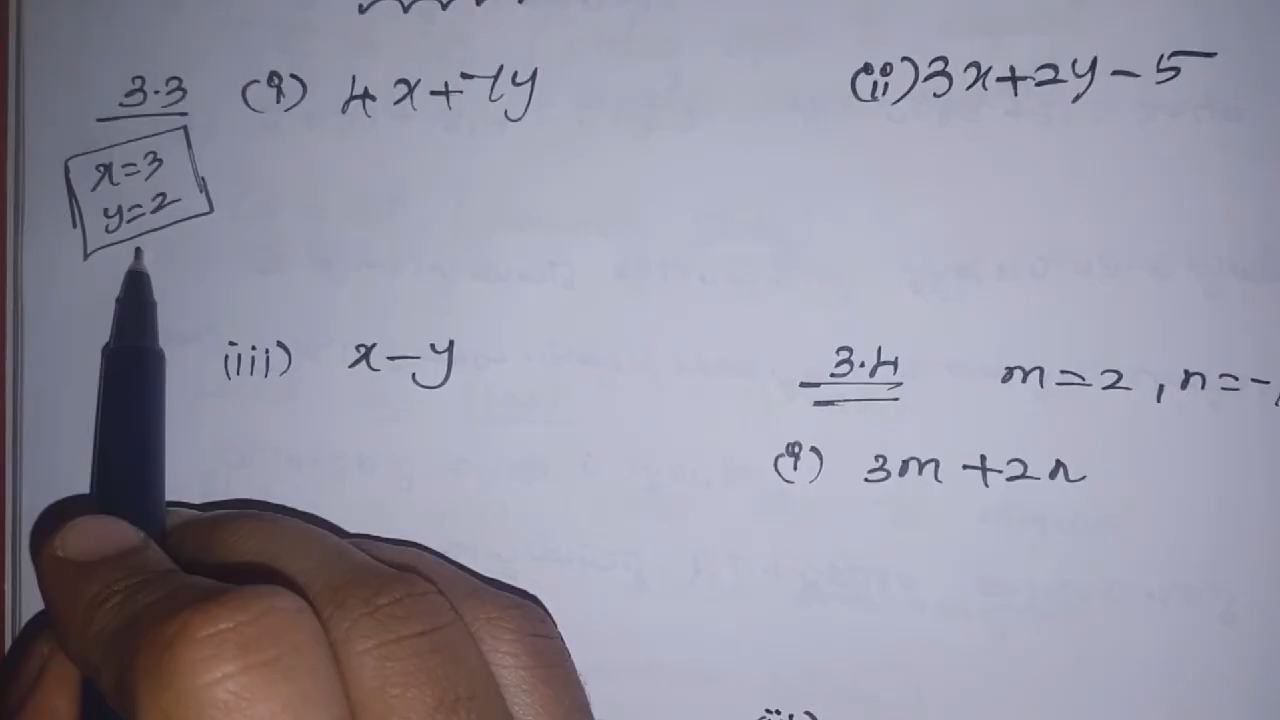 3.3 (i) 4x+7y
(ii) 3x+2y-5
x=3
y=2
(iii) x-y
3.4 m=2, n=-
(i) 3m+2n